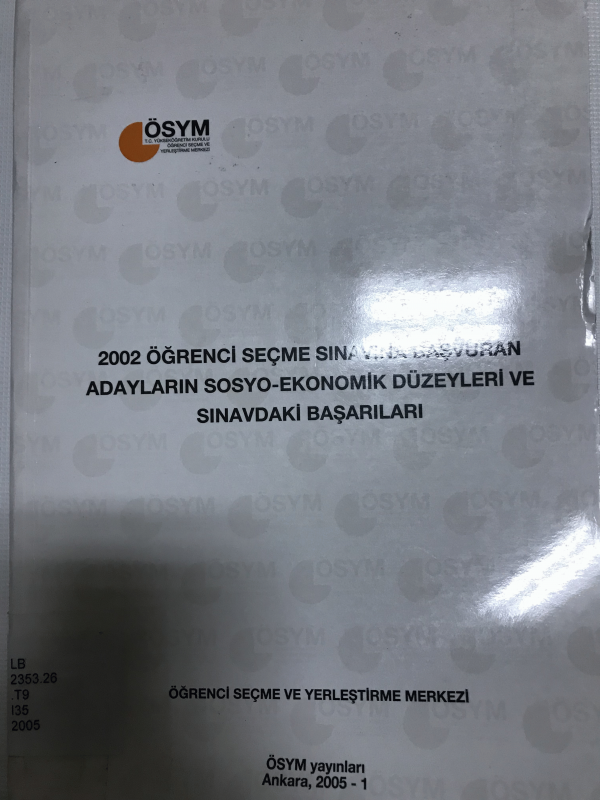 ÖSYM
T.C. YÜKSEKÖĞRETİM KURULU
ÖĞRENCİ SEÇME VE
YERLEŞTİRME MERKEZİ
2002 ÖĞRENCİ SEÇME SINAVINA BAŞVURAN
ADAYLARIN SOSYO-EKONOMİK DÜZEYLERİ VE
SINAVDAKİ BAŞARILARI
LB
2353.26
.T9
I35
2005
ÖĞRENCİ SEÇME VE YERLEŞTİRME MERKEZİ
ÖSYM yayınları
Ankara, 2005 - 1